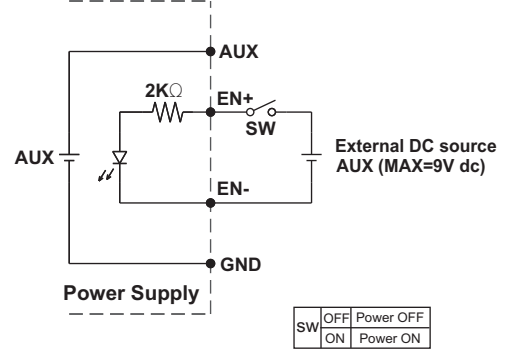 AUX
2KΩ
EN+
SW
AUX
External DC source
AUX (MAX=9V dc)
EN-
GND
Power Supply
SW
OFF Power OFF
ON Power ON